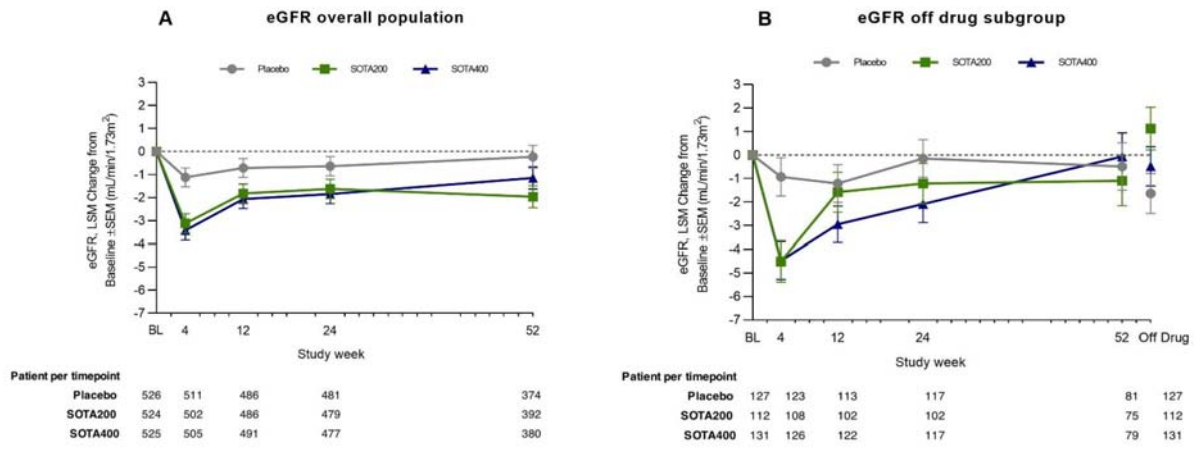 A eGFR overall population
Placebo SOTA200 SOTA400
eGFR, LSM Change from
Baseline ±SEM (mL/min/1.73m²)
3
2
1
0
-1
-2
-3
-4
-5
-6
-7
BL 4 12 24 52
Study week
Patient per timepoint
Placebo 526 511 486 481 374
SOTA200 524 502 486 479 392
SOTA400 525 505 491 477 380
B eGFR off drug subgroup
Placebo SOTA200 SOTA400
eGFR, LSM Change from
Baseline ±SEM (mL/min/1.73m²)
3
2
1
0
-1
-2
-3
-4
-5
-6
-7
BL 4 12 24 52 Off Drug
Study week
Patient per timepoint
Placebo 127 123 113 117 81 127
SOTA200 112 108 102 102 75 112
SOTA400 131 126 122 117 79 131